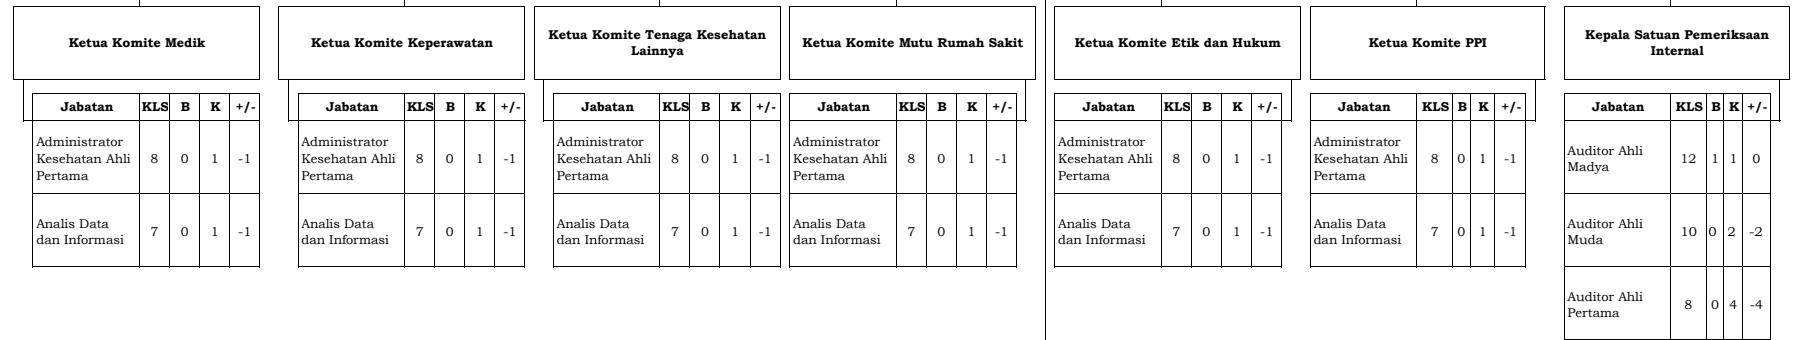 Ketua Komite Medik
Jabatan KLS B K +/-
Administrator
Kesehatan Ahli
Pertama
8 0 1 -1
Analis Data
dan Informasi
7 0 1 -1
Ketua Komite Keperawatan
Jabatan KLS B K +/-
Administrator
Kesehatan Ahli
Pertama
8 0 1 -1
Analis Data
dan Informasi
7 0 1 -1
Ketua Komite Tenaga Kesehatan
Lainnya
Jabatan KLS B K +/-
Administrator
Kesehatan Ahli
Pertama
8 0 1 -1
Analis Data
dan Informasi
7 0 1 -1
Ketua Komite Mutu Rumah Sakit
Jabatan KLS B K +/-
Administrator
Kesehatan Ahli
Pertama
8 0 1 -1
Analis Data
dan Informasi
7 0 1 -1
Ketua Komite Etik dan Hukum
Jabatan KLS B K +/-
Administrator
Kesehatan Ahli
Pertama
8 0 1 -1
Analis Data
dan Informasi
7 0 1 -1
Ketua Komite PPI
Jabatan KLS B K +/-
Administrator
Kesehatan Ahli
Pertama
8 0 1 -1
Analis Data
dan Informasi
7 0 1 -1
Kepala Satuan Pemeriksaan
Internal
Jabatan KLS B K +/-
Auditor Ahli
Madya
12 1 1 0
Auditor Ahli
Muda
10 0 2 -2
Auditor Ahli
Pertama
8 0 4 -4